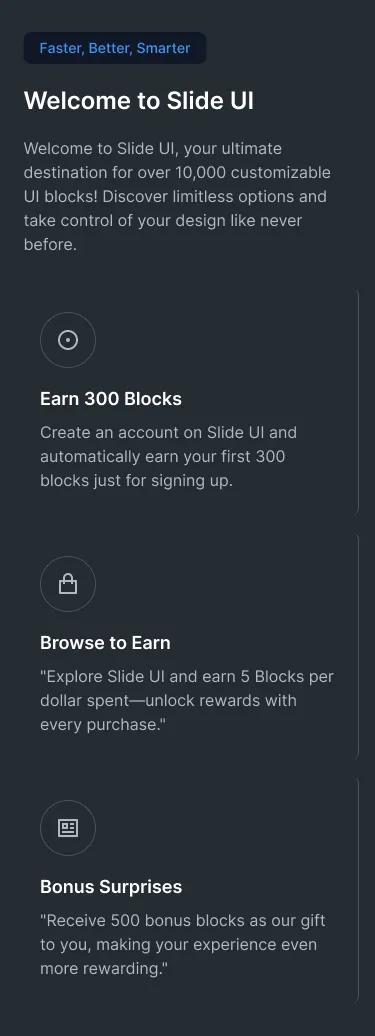 Faster, Better, Smarter
Welcome to Slide UI
Welcome to Slide UI, your ultimate
destination for over 10,000 customizable
UI blocks! Discover limitless options and
take control of your design like never
before.
Earn 300 Blocks
Create an account on Slide UI and
automatically earn your first 300
blocks just for signing up.
Browse to Earn
"Explore Slide UI and earn 5 Blocks per
dollar spent—unlock rewards with
every purchase."
Bonus Surprises
"Receive 500 bonus blocks as our gift
to you, making your experience even
more rewarding."